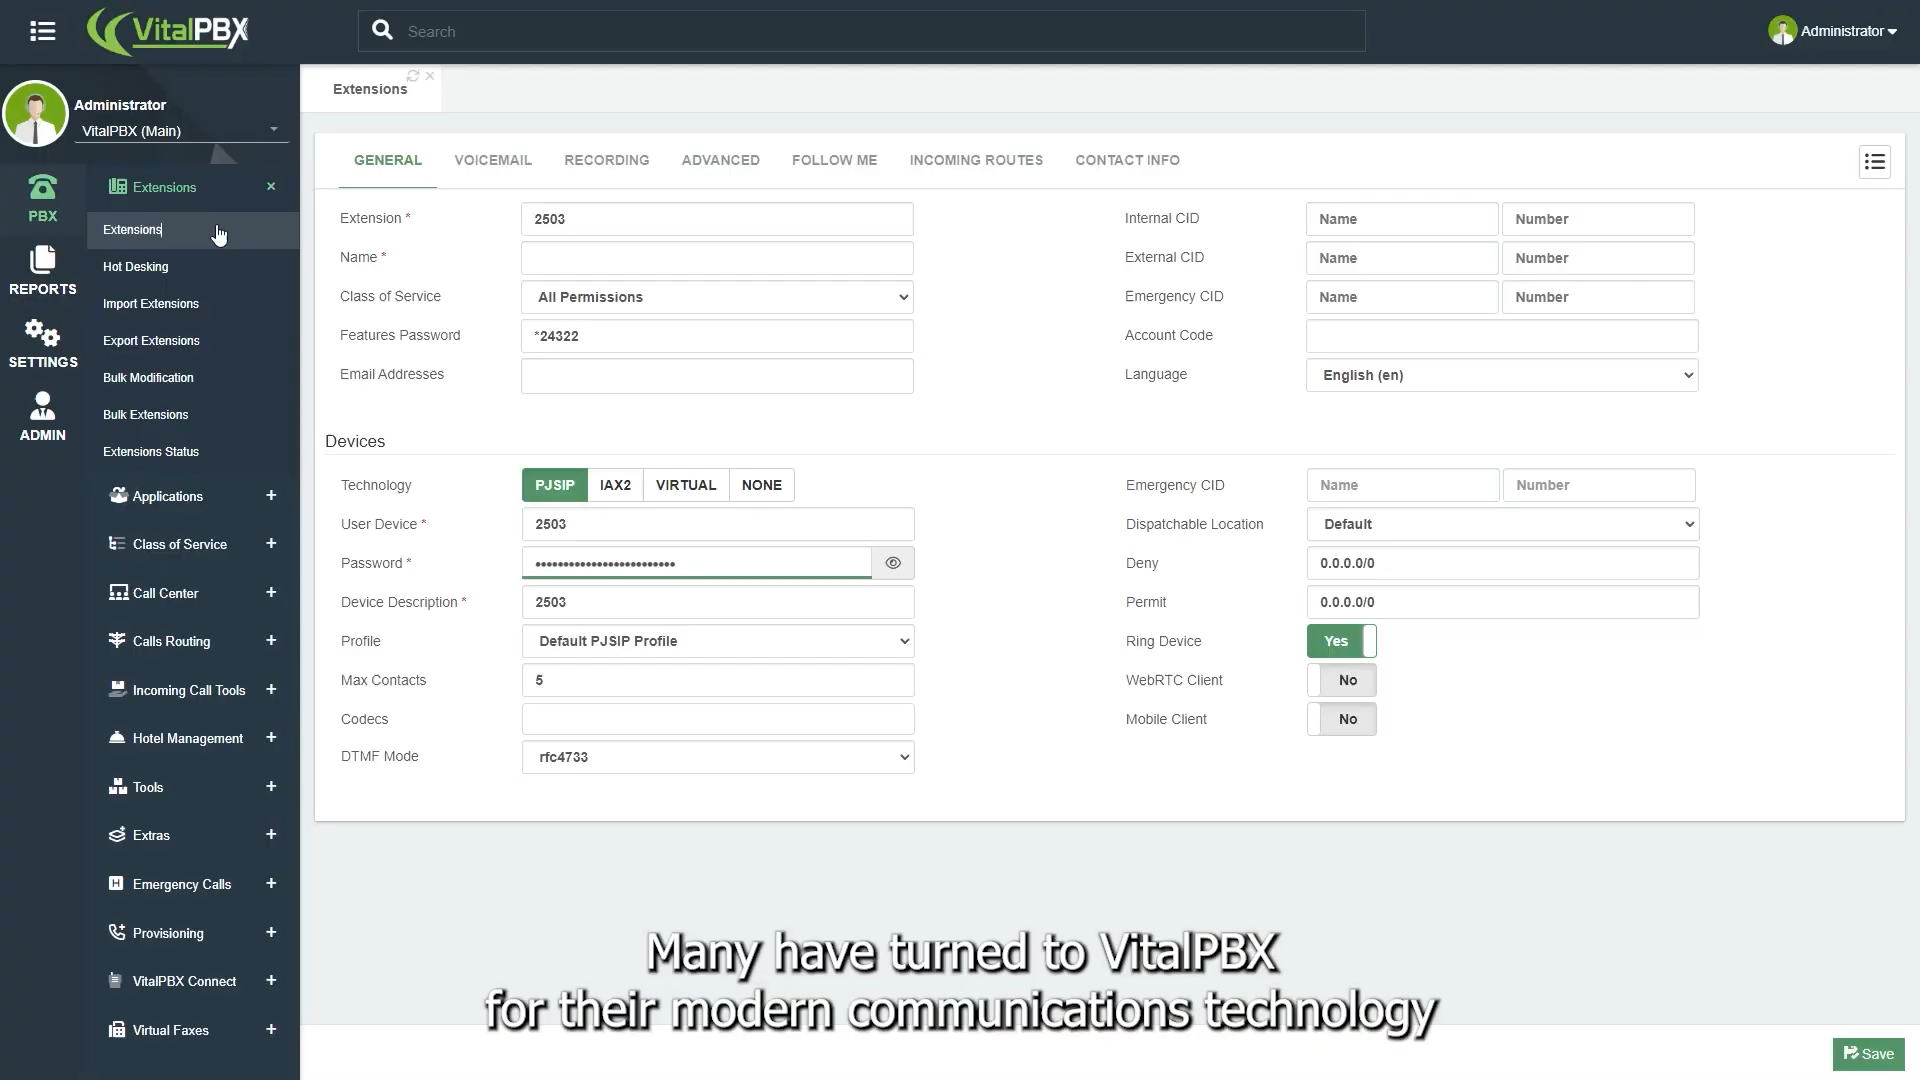 VitalPBX
Search
Administrator
Administrator
VitalPBX (Main)
PBX
REPORTS
SETTINGS
ADMIN
Extensions
Extensions
Hot Desking
Import Extensions
Export Extensions
Bulk Modification
Bulk Extensions
Extensions Status
Applications +
Class of Service +
Call Center +
Calls Routing +
Incoming Call Tools +
Hotel Management +
Tools +
Extras +
Emergency Calls +
Provisioning +
VitalPBX Connect +
Virtual Faxes +
Extensions
GENERAL VOICEMAIL RECORDING ADVANCED FOLLOW ME INCOMING ROUTES CONTACT INFO
Extension * 2503
Name *
Class of Service All Permissions
Features Password *24322
Email Addresses
Internal CID Name Number
External CID Name Number
Emergency CID Name Number
Account Code
Language English (en)
Devices
Technology PJSIP IAX2 VIRTUAL NONE
User Device * 2503
Password * •••••••••••••••••••••••••
Device Description * 2503
Profile Default PJSIP Profile
Max Contacts 5
Codecs
DTMF Mode rfc4733
Emergency CID Name Number
Dispatchable Location Default
Deny 0.0.0.0/0
Permit 0.0.0.0/0
Ring Device Yes
WebRTC Client No
Mobile Client No
Many have turned to VitalPBX
for their modern communications technology
Save